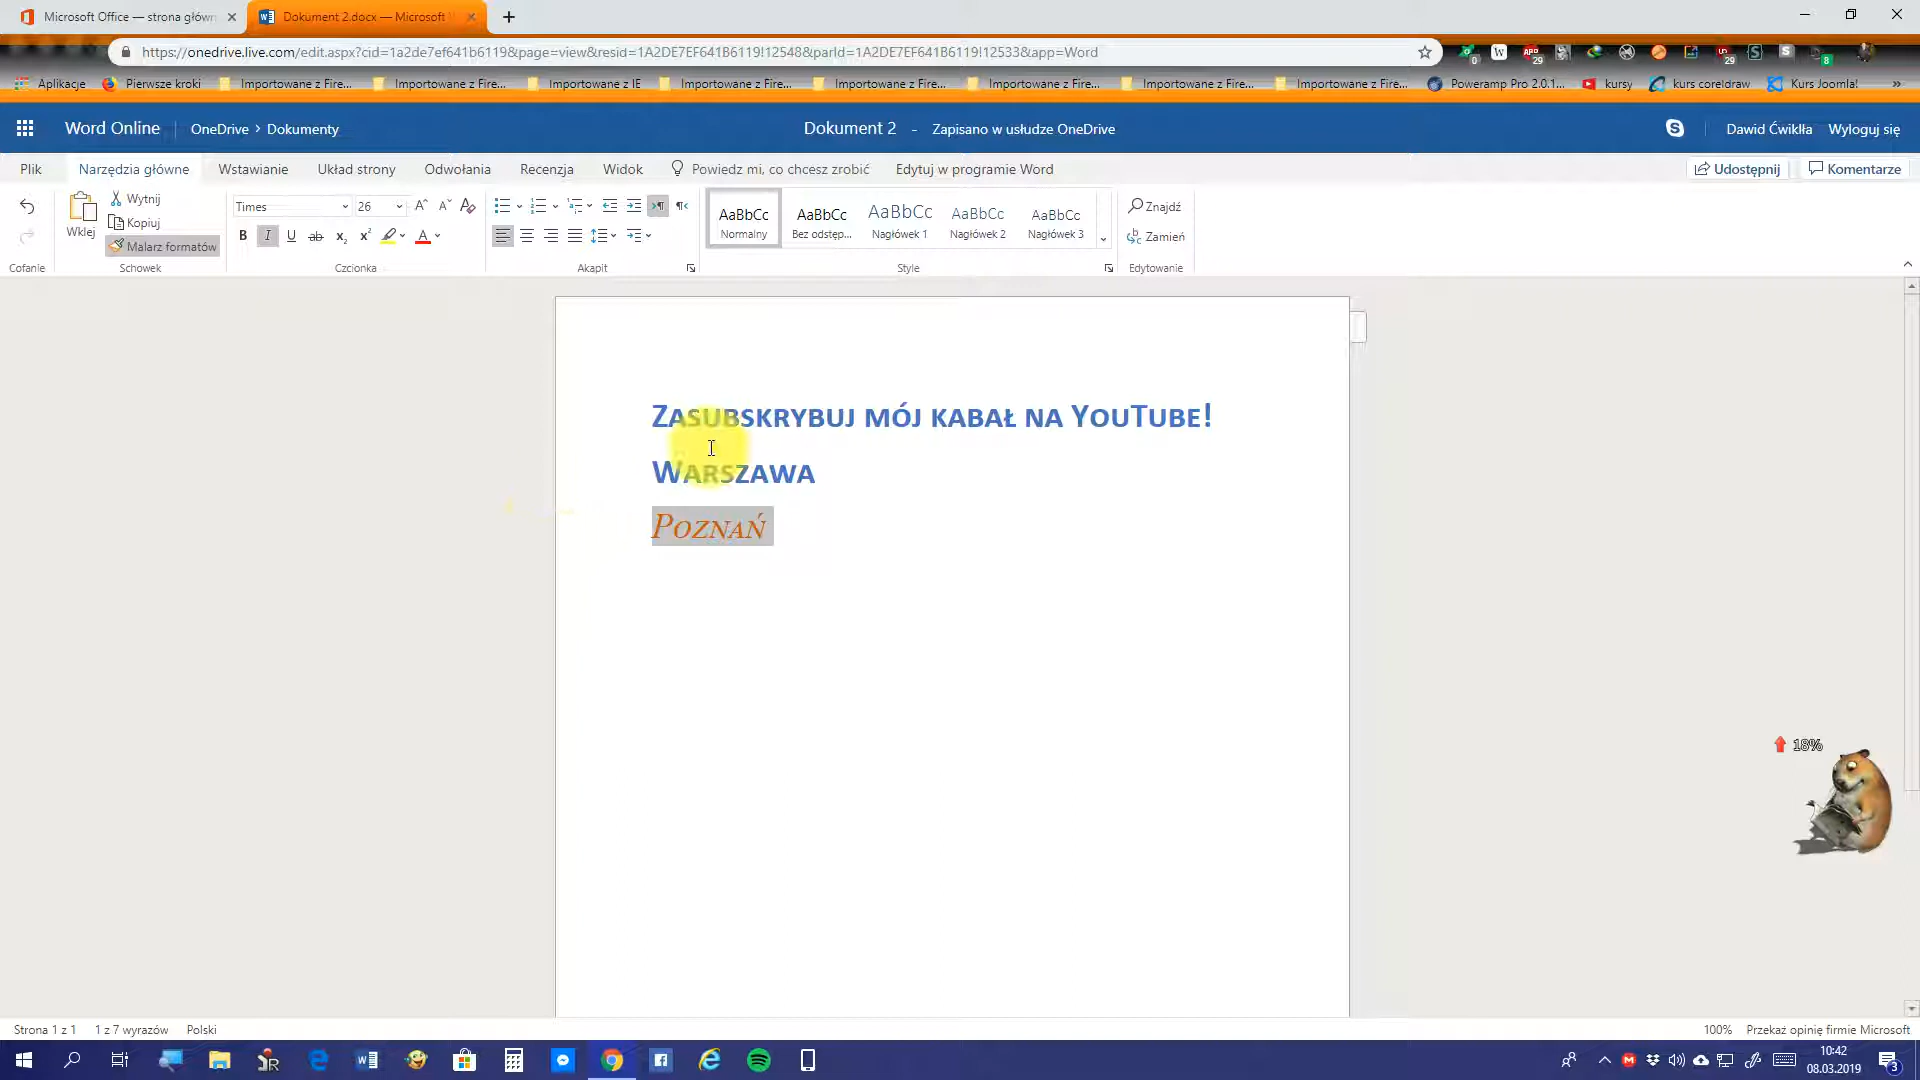 Microsoft Office — strona główn
Dokument 2.docx — Microsoft
https://onedrive.live.com/edit.aspx?cid=1a2de7ef641b6119&page=view&resid=1A2DE7EF641B6119!12548&parId=1A2DE7EF641B6119!12533&app=Word
Aplikacje
Pierwsze kroki
Importowane z Fire...
Importowane z Fire...
Importowane z IE
Importowane z Fire...
Importowane z Fire...
Importowane z Fire...
Importowane z Fire...
Importowane z Fire...
Poweramp Pro 2.0.1...
kursy
kurs coreldraw
Kurs Joomla!
»
Word Online
OneDrive > Dokumenty
Dokument 2 - Zapisano w usłudze OneDrive
Dawid Ćwiklła
Wyloguj się
Plik
Narzędzia główne
Wstawianie
Układ strony
Odwołania
Recenzja
Widok
Powiedz mi, co chcesz zrobić
Edytuj w programie Word
Udostępnij
Komentarze
Wklej
Wytnij
Kopiuj
Malarz formatów
Times
26
AaBbCc
Normalny
AaBbCc
Bez odstęp...
AaBbCc
Nagłówek 1
AaBbCc
Nagłówek 2
AaBbCc
Nagłówek 3
Znajdź
Zamień
Cofanie
Schowek
Czcionka
Akapit
Style
Edytowanie
Zasubskrybuj mój kabał na YouTube!
Warszawa
Poznań
18%
Strona 1 z 1
1 z 7 wyrazów
Polski
100%
Przekaż opinię firmie Microsoft
10:42
08.03.2019
3